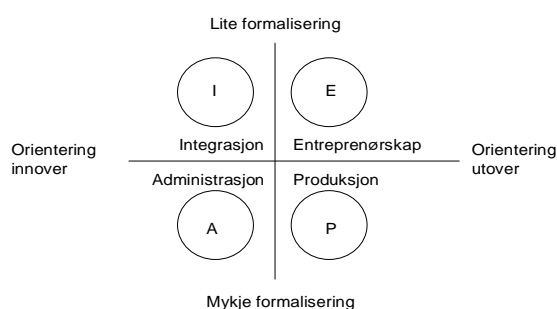 Lite formalisering
I
E
Orientering
innover
Integrasjon
Entreprenørskap
Orientering
utover
Administrasjon
Produksjon
A
P
Mykje formalisering